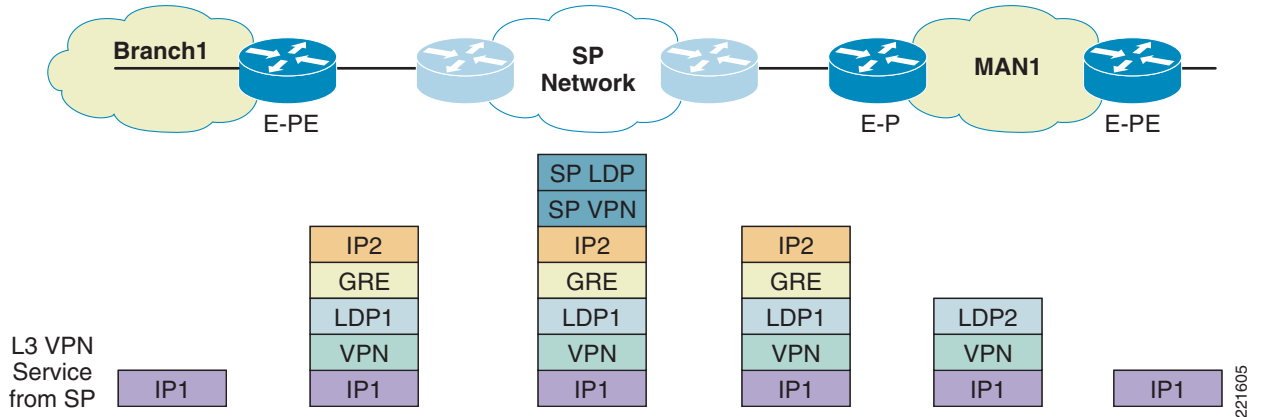 Branch1
SP
Network
MAN1
E-PE
E-P
E-PE
SP LDP
SP VPN
IP2
IP2
IP2
GRE
GRE
GRE
LDP1
LDP1
LDP1
LDP2
VPN
VPN
VPN
VPN
L3 VPN
Service
from SP
IP1
IP1
IP1
IP1
IP1
IP1
221605